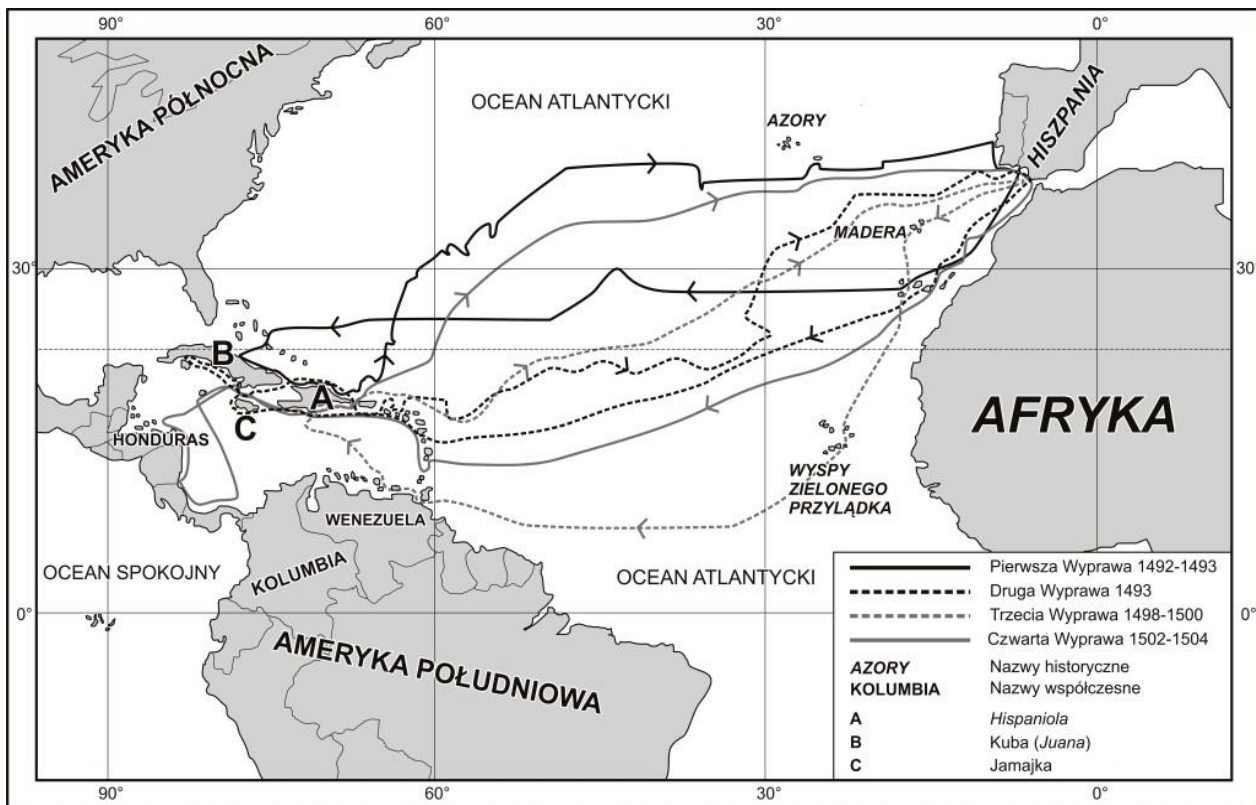 90°
60°
30°
0°
AMERYKA PÓŁNOCNA
OCEAN ATLANTYCKI
AZORY
HISZPANIA
MADERA
30°
30°
B
A
C
HONDURAS
AFRYKA
WYSPY
ZIELONEGO
PRZYLĄDKA
WENEZUELA
KOLUMBIA
OCEAN SPOKOJNY
OCEAN ATLANTYCKI
0°
0°
AMERYKA POŁUDNIOWA
Pierwsza Wyprawa 1492-1493
Druga Wyprawa 1493
Trzecia Wyprawa 1498-1500
Czwarta Wyprawa 1502-1504
AZORY Nazwy historyczne
KOLUMBIA Nazwy współczesne
A Hispaniola
B Kuba (Juana)
C Jamajka
90°
60°
30°
0°